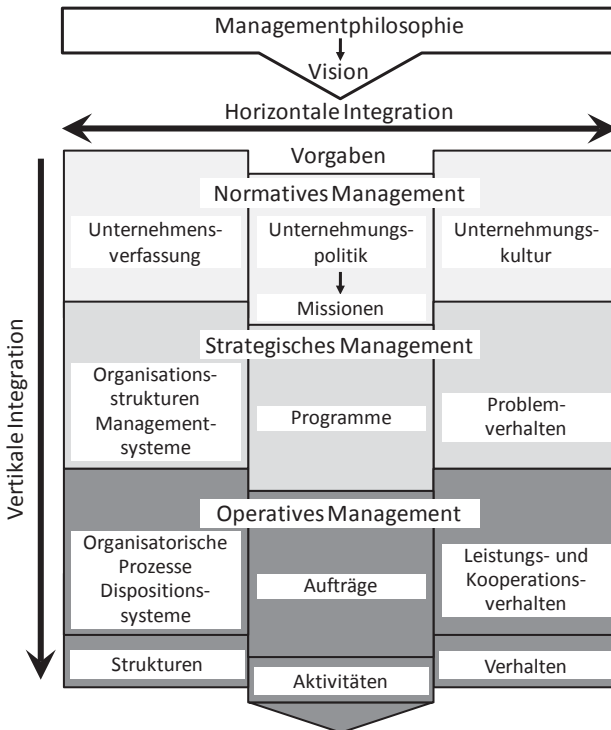 Managementphilosophie
Vision
Horizontale Integration
Vertikale Integration
Vorgaben
Normatives Management
Unternehmens-
verfassung
Unternehmungs-
politik
Unternehmungs-
kultur
Missionen
Strategisches Management
Organisations-
strukturen
Management-
systeme
Programme
Problem-
verhalten
Operatives Management
Organisatorische
Prozesse
Dispositions-
systeme
Aufträge
Leistungs- und
Kooperations-
verhalten
Strukturen
Aktivitäten
Verhalten